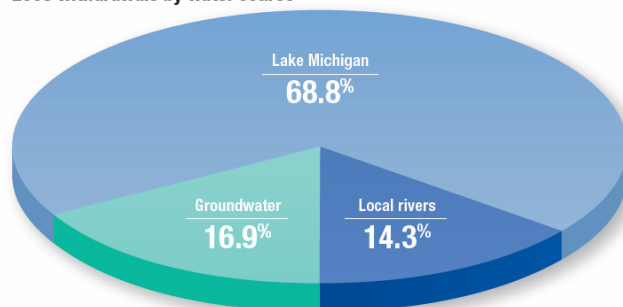 Lake Michigan
68.8%
Groundwater
16.9%
Local rivers
14.3%